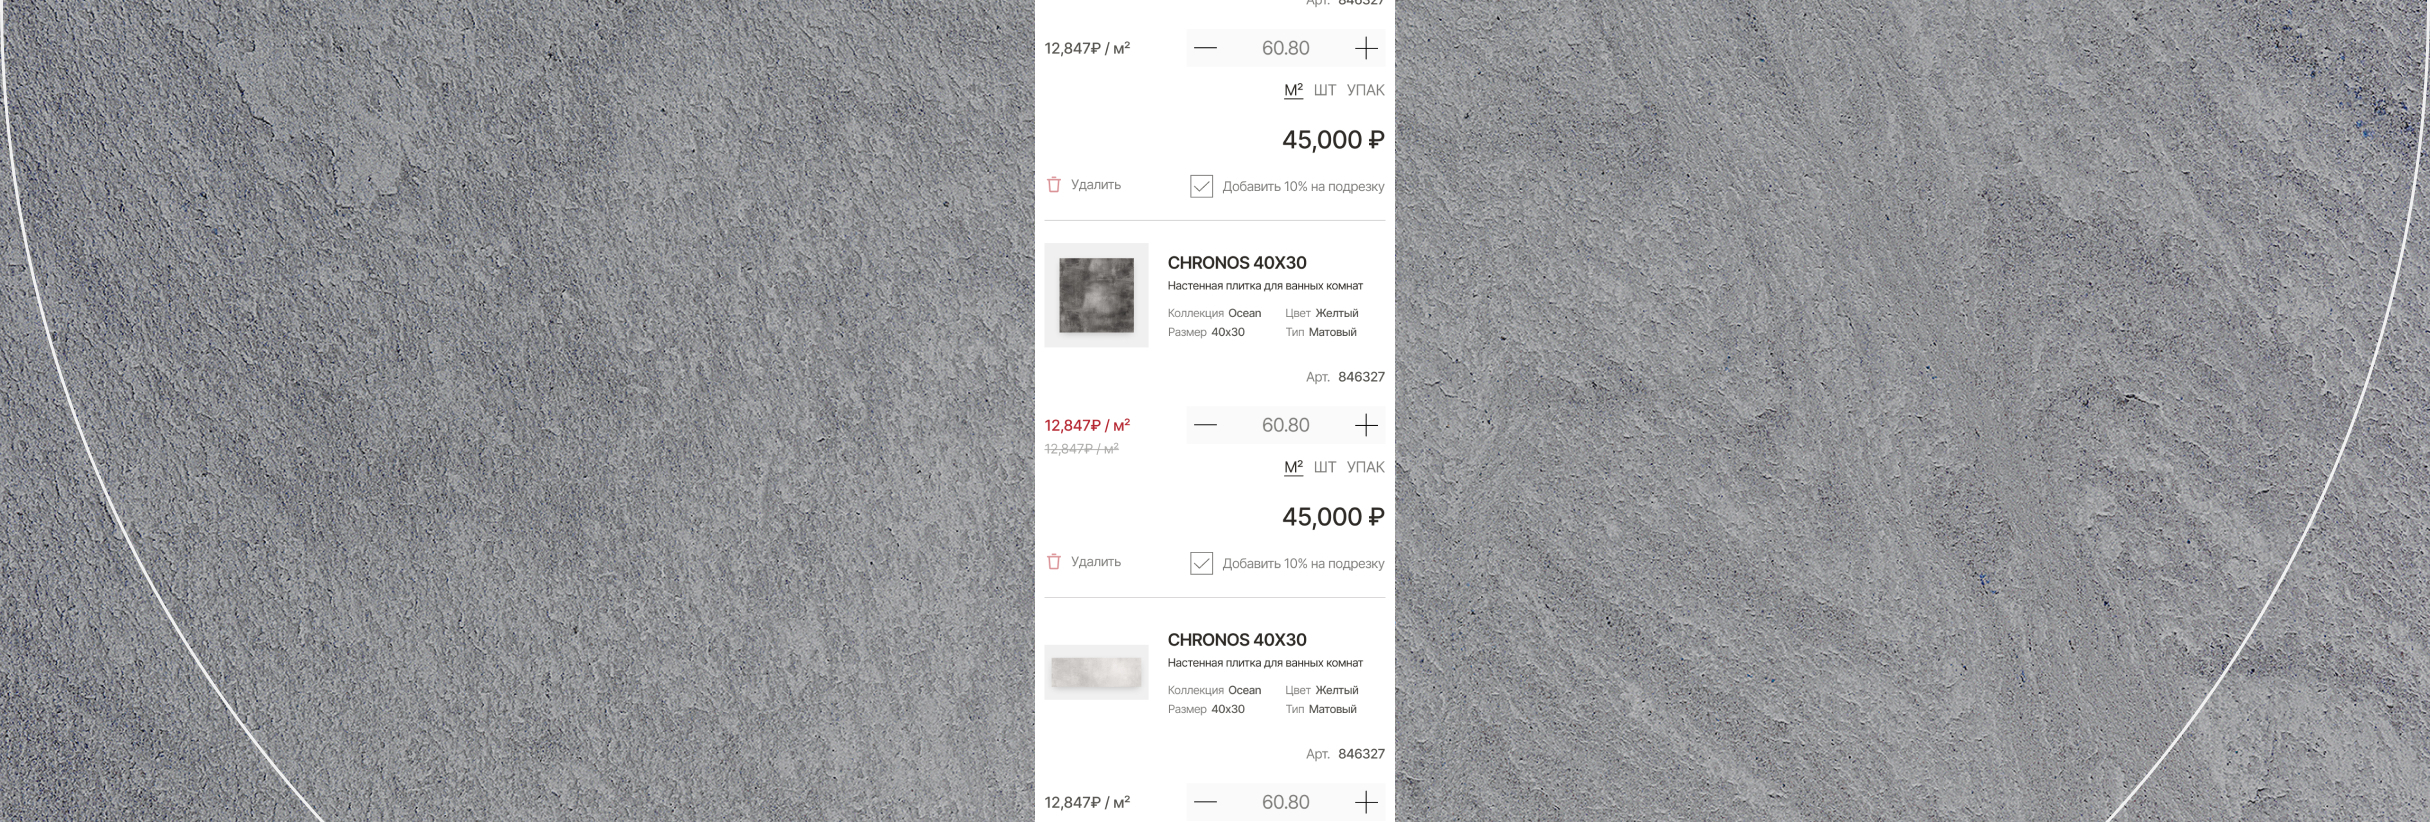 Арт. 846327
12,847₽ / м²
60.80
М² ШТ УПАК
45,000 ₽
Удалить
Добавить 10% на подрезку
CHRONOS 40X30
Настенная плитка для ванных комнат
Коллекция Ocean Цвет Желтый
Размер 40x30 Тип Матовый
Арт. 846327
12,847₽ / м²
60.80
12,847₽ / м²
М² ШТ УПАК
45,000 ₽
Удалить
Добавить 10% на подрезку
CHRONOS 40X30
Настенная плитка для ванных комнат
Коллекция Ocean Цвет Желтый
Размер 40x30 Тип Матовый
Арт. 846327
12,847₽ / м²
60.80